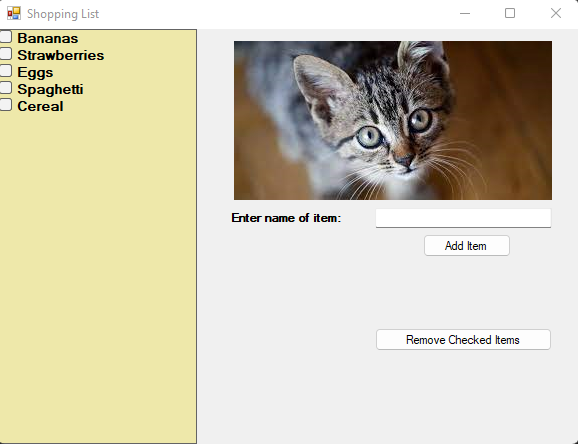 Shopping List
Bananas
Strawberries
Eggs
Spaghetti
Cereal
Enter name of item:
Add Item
Remove Checked Items